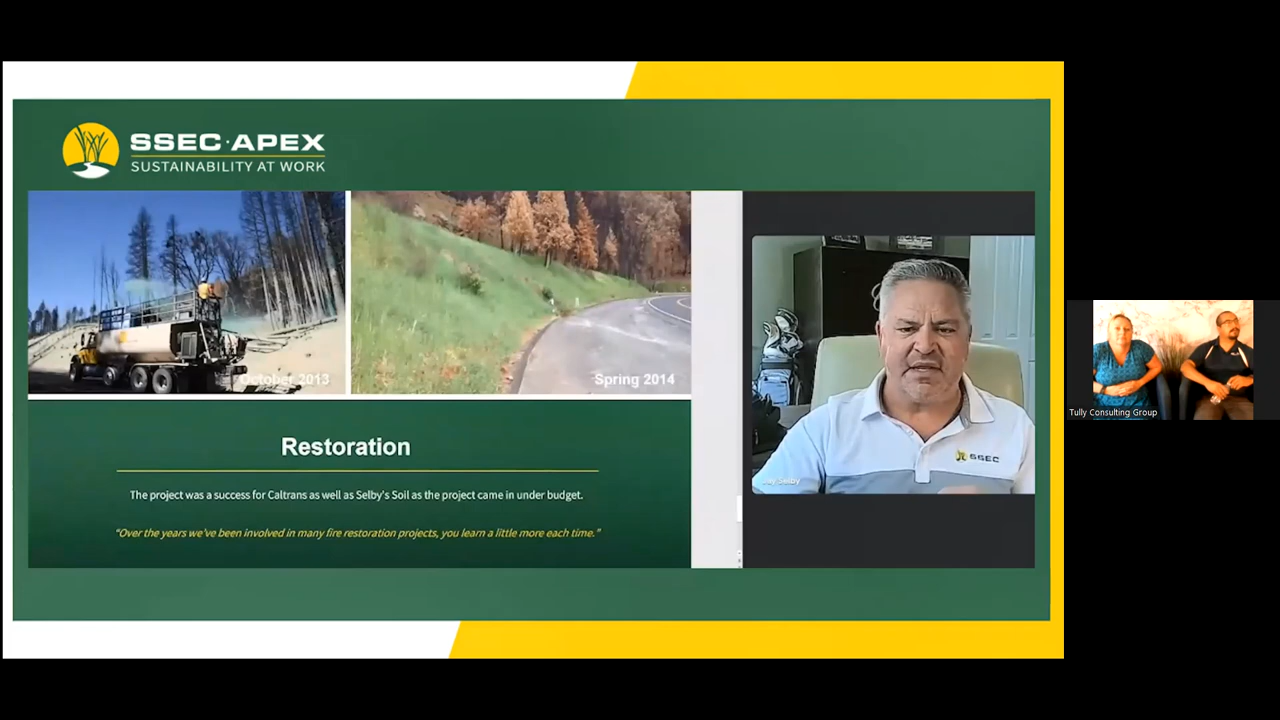 SSEC·APEX
SUSTAINABILITY AT WORK
October 2013
Spring 2014
Restoration
The project was a success for Caltrans as well as Selby's Soil as the project came in under budget.
"Over the years we've been involved in many fire restoration projects, you learn a little more each time."
SSEC
Selby
Tully Consulting Group